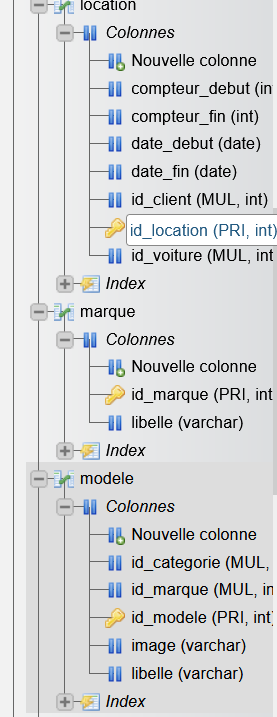 location
Colonnes
Nouvelle colonne
compteur_debut (in
compteur_fin (int)
date_debut (date)
date_fin (date)
id_client (MUL, int)
id_location (PRI, int)
id_voiture (MUL, int
Index
marque
Colonnes
Nouvelle colonne
id_marque (PRI, int
libelle (varchar)
Index
modele
Colonnes
Nouvelle colonne
id_categorie (MUL,
id_marque (MUL, in
id_modele (PRI, int
image (varchar)
libelle (varchar)
Index